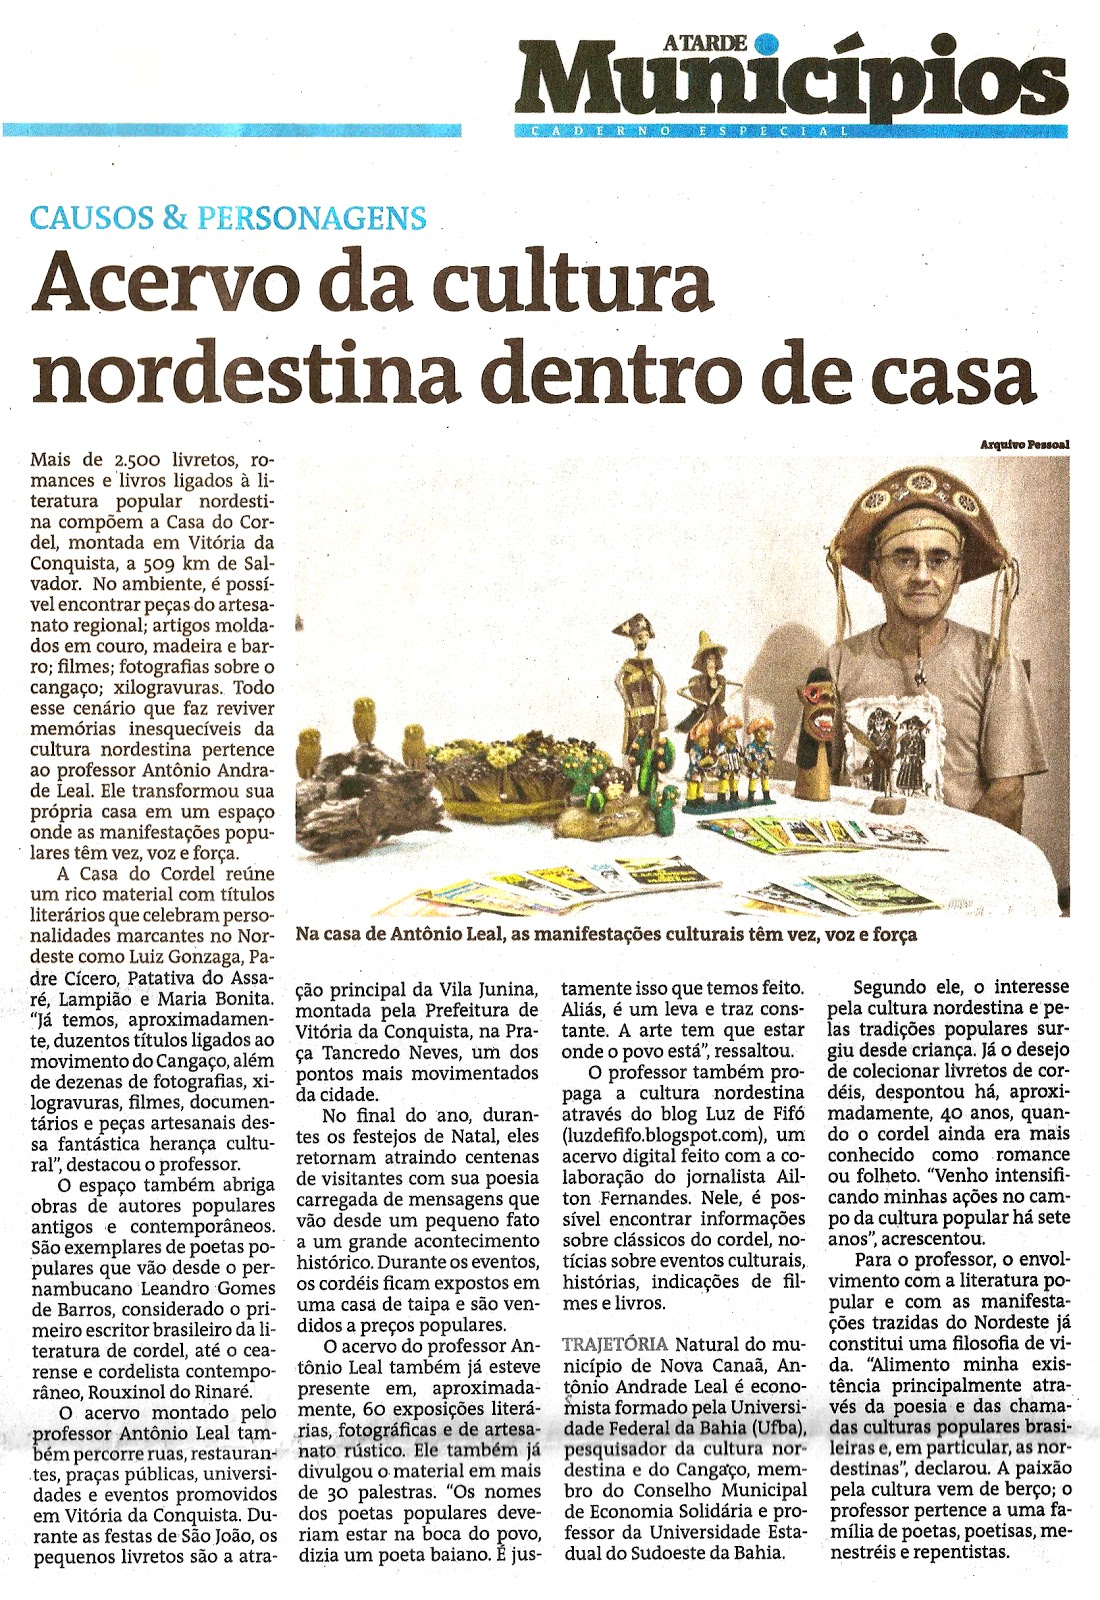 A TARDE
Municípios
CADERNO ESPECIAL
CAUSOS & PERSONAGENS
Acervo da cultura
nordestina dentro de casa
Arquivo Pessoal
Mais de 2.500 livretos, ro-
mances e livros ligados à li-
teratura popular nordesti-
na compõem a Casa do Cor-
del, montada em Vitória da
Conquista, a 509 km de Sal-
vador. No ambiente, é possí-
vel encontrar peças do artesa-
nato regional; artigos molda-
dos em couro, madeira e bar-
ro; filmes; fotografias sobre o
cangaço; xilogravuras. Todo
esse cenário que faz reviver
memórias inesquecíveis da
cultura nordestina pertence
ao professor Antônio Andra-
de Leal. Ele transformou sua
própria casa em um espaço
onde as manifestações popu-
lares têm vez, voz e força.
A Casa do Cordel reúne
um rico material com títulos
literários que celebram perso-
nalidades marcantes no Nor-
deste como Luiz Gonzaga, Pa-
dre Cícero, Patativa do Assa-
ré, Lampião e Maria Bonita.
“Já temos, aproximadamen-
te, duzentos títulos ligados ao
movimento do Cangaço, além
de dezenas de fotografias, xi-
logravuras, filmes, documen-
tários e peças artesanais des-
sa fantástica herança cultu-
ral”, destacou o professor.
O espaço também abriga
obras de autores populares
antigos e contemporâneos.
São exemplares de poetas po-
pulares que vão desde o per-
nambucano Leandro Gomes
de Barros, considerado o pri-
meiro escritor brasileiro da li-
teratura de cordel, até o cea-
rense e cordelista contempo-
râneo, Rouxinol do Rinaré.
O acervo montado pelo
professor Antônio Leal tam-
bém percorre ruas, restauran-
tes, praças públicas, universi-
dades e eventos promovidos
em Vitória da Conquista. Du-
rante as festas de São João, os
pequenos livretos são a atra-
Na casa de Antônio Leal, as manifestações culturais têm vez, voz e força
ção principal da Vila Junina,
montada pela Prefeitura de
Vitória da Conquista, na Pra-
ça Tancredo Neves, um dos
pontos mais movimentados
da cidade.
No final do ano, duran-
tes os festejos de Natal, eles
retornam atraindo centenas
de visitantes com sua poesia
carregada de mensagens que
vão desde um pequeno fato
a um grande acontecimento
histórico. Durante os eventos,
os cordéis ficam expostos em
uma casa de taipa e são ven-
didos a preços populares.
O acervo do professor An-
tônio Leal também já esteve
presente em, aproximada-
mente, 60 exposições literá-
rias, fotográficas e de artesa-
nato rústico. Ele também já
divulgou o material em mais
de 30 palestras. “Os nomes
dos poetas populares deve-
riam estar na boca do povo,
dizia um poeta baiano. É jus-
tamente isso que temos feito.
Aliás, é um leva e traz cons-
tante. A arte tem que estar
onde o povo está”, ressaltou.
O professor também pro-
paga a cultura nordestina
através do blog Luz de Fifó
(luzdefifo.blogspot.com), um
acervo digital feito com a co-
laboração do jornalista Ail-
ton Fernandes. Nele, é pos-
sível encontrar informações
sobre clássicos do cordel, no-
tícias sobre eventos culturais,
histórias, indicações de fil-
mes e livros.
TRAJETÓRIA Natural do mu-
nicípio de Nova Canaã, An-
tônio Andrade Leal é econo-
mista formado pela Universi-
dade Federal da Bahia (Ufba),
pesquisador da cultura nor-
destina e do Cangaço, mem-
bro do Conselho Municipal
de Economia Solidária e pro-
fessor da Universidade Esta-
dual do Sudoeste da Bahia.
Segundo ele, o interesse
pela cultura nordestina e pe-
las tradições populares sur-
giu desde criança. Já o desejo
de colecionar livretos de cor-
déis, despontou há, aproxi-
madamente, 40 anos, quan-
do o cordel ainda era mais
conhecido como romance
ou folheto. “Venho intensifi-
cando minhas ações no cam-
po da cultura popular há sete
anos”, acrescentou.
Para o professor, o envol-
vimento com a literatura po-
pular e com as manifesta-
ções trazidas do Nordeste já
constitui uma filosofia de vi-
da. “Alimento minha exis-
tência principalmente atra-
vés da poesia e das chama-
das culturas populares brasi-
leiras e, em particular, as nor-
destinas”, declarou. A paixão
pela cultura vem de berço; o
professor pertence a uma fa-
mília de poetas, poetisas, me-
nestréis e repentistas.